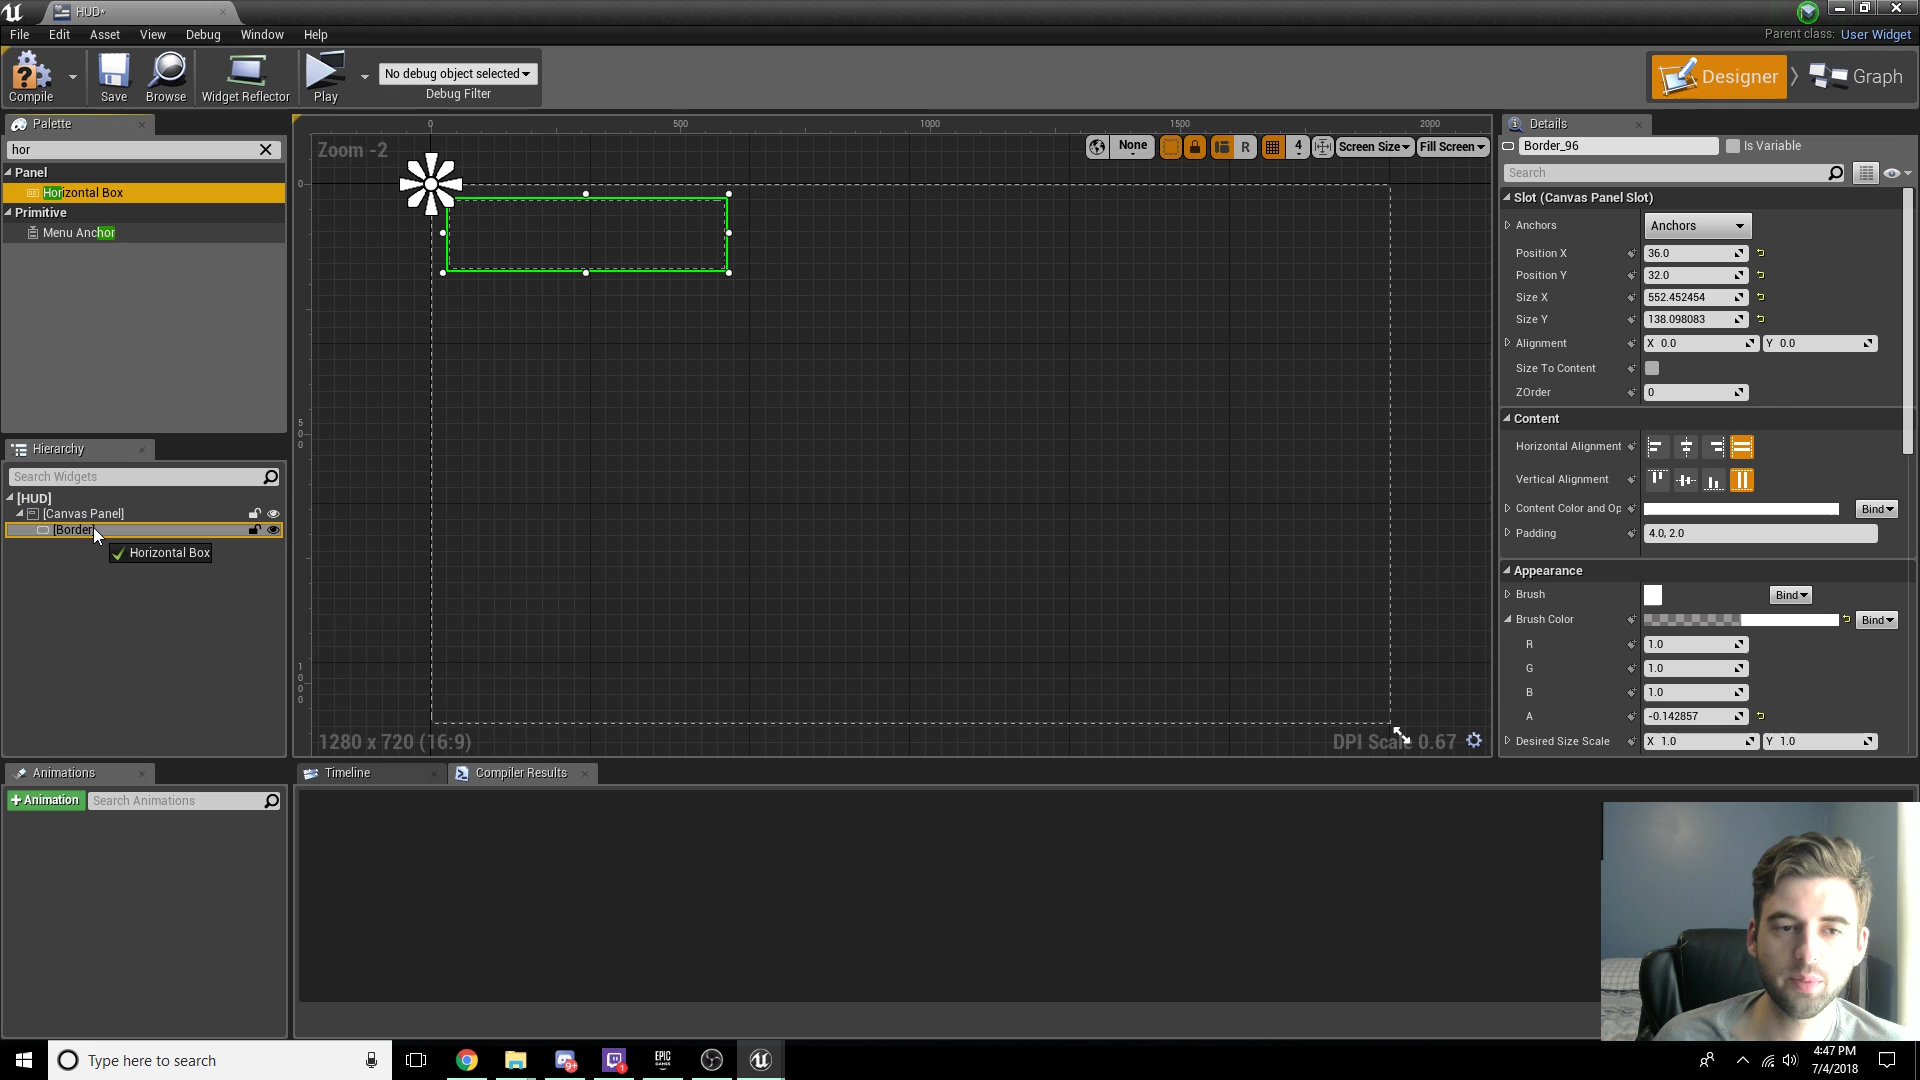 HUD*
File Edit Asset View Debug Window Help
Parent class: User Widget
Compile
Save
Browse
Widget Reflector
Play
No debug object selected
Debug Filter
Designer
Graph
Palette
hor
Panel
Horizontal Box
Primitive
Menu Anchor
Hierarchy
Search Widgets
[HUD]
[Canvas Panel]
[Border]
Horizontal Box
0 500 1000 1500 2000
Zoom -2
None
R
4
Screen Size
Fill Screen
0
500
1000
1280 x 720 (16:9)
DPI Scale 0.67
Details
Border_96
Is Variable
Search
Slot (Canvas Panel Slot)
Anchors Anchors
Position X 36.0
Position Y 32.0
Size X 552.452454
Size Y 138.098083
Alignment X 0.0 Y 0.0
Size To Content
ZOrder 0
Content
Horizontal Alignment
Vertical Alignment
Content Color and Op Bind
Padding 4.0, 2.0
Appearance
Brush Bind
Brush Color Bind
R 1.0
G 1.0
B 1.0
A -0.142857
Desired Size Scale X 1.0 Y 1.0
Animations
+Animation
Search Animations
Timeline
Compiler Results
Type here to search
9+
1
EPIC
GAMES
4:47 PM
7/4/2018